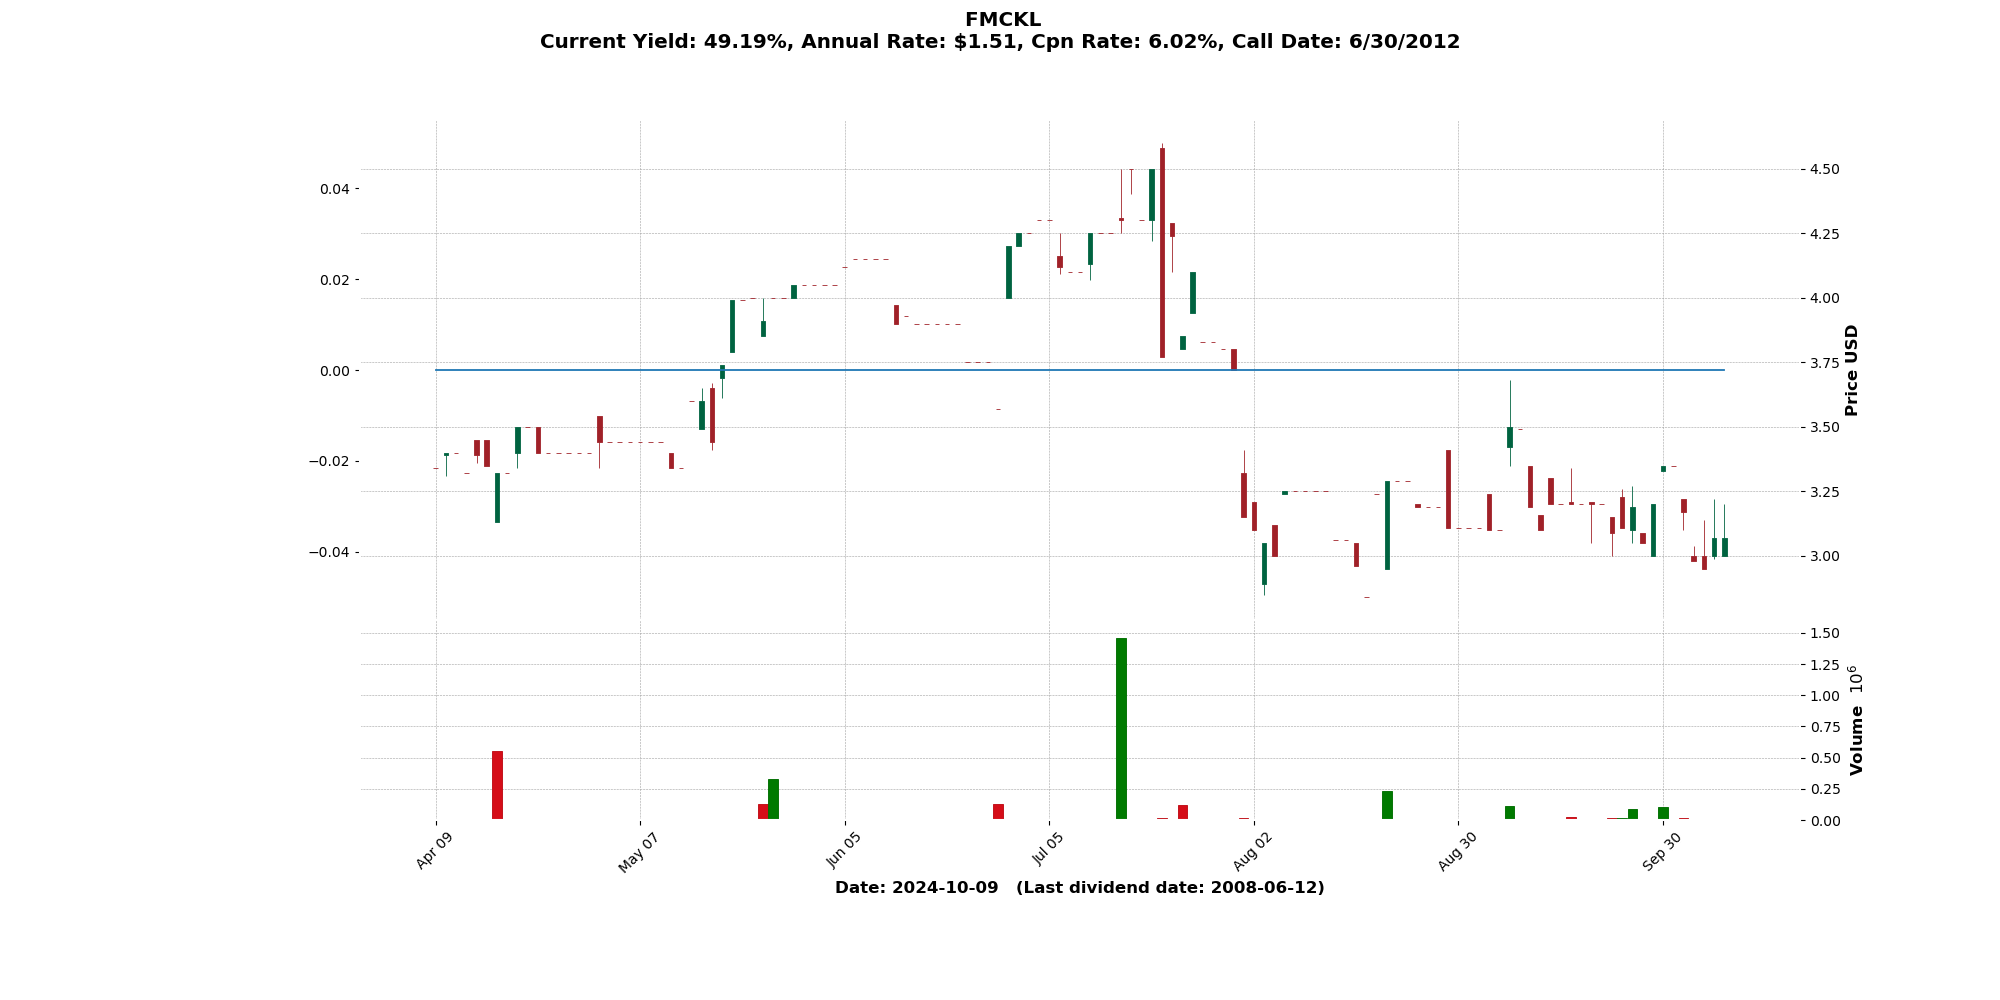 FMCKL
Current Yield: 49.19%, Annual Rate: $1.51, Cpn Rate: 6.02%, Call Date: 6/30/2012
0.04
0.02
0.00
−0.02
−0.04
4.50
4.25
4.00
3.75
3.50
3.25
3.00
Price USD
1.50
1.25
1.00
0.75
0.50
0.25
0.00
Volume 10⁶
Apr 09
May 07
Jun 05
Jul 05
Aug 02
Aug 30
Sep 30
Date: 2024-10-09 (Last dividend date: 2008-06-12)